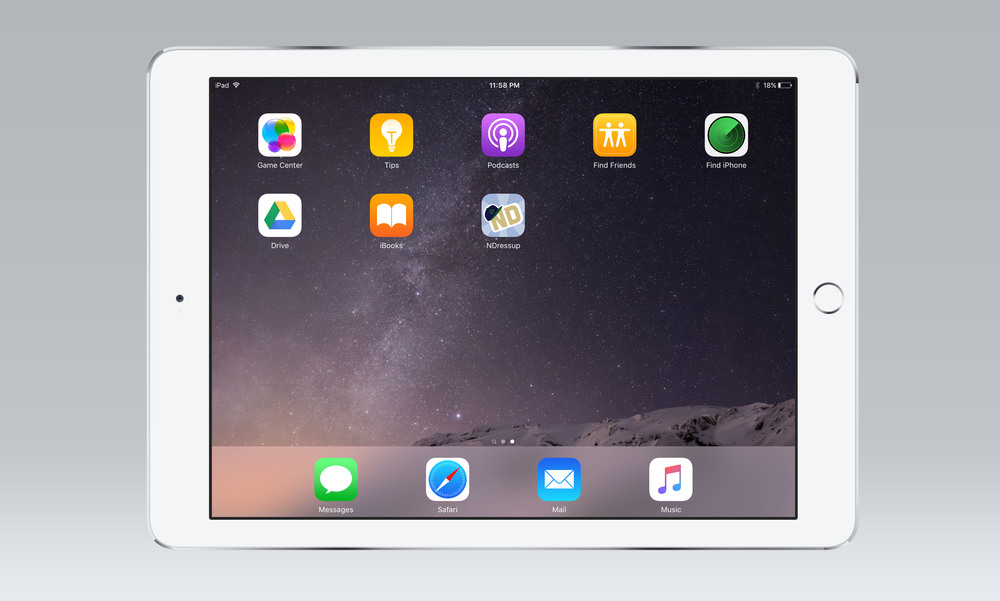 iPad 11:58 PM 18%
Game Center Tips Podcasts Find Friends Find iPhone
ND
Drive iBooks NDressup
Messages Safari Mail Music